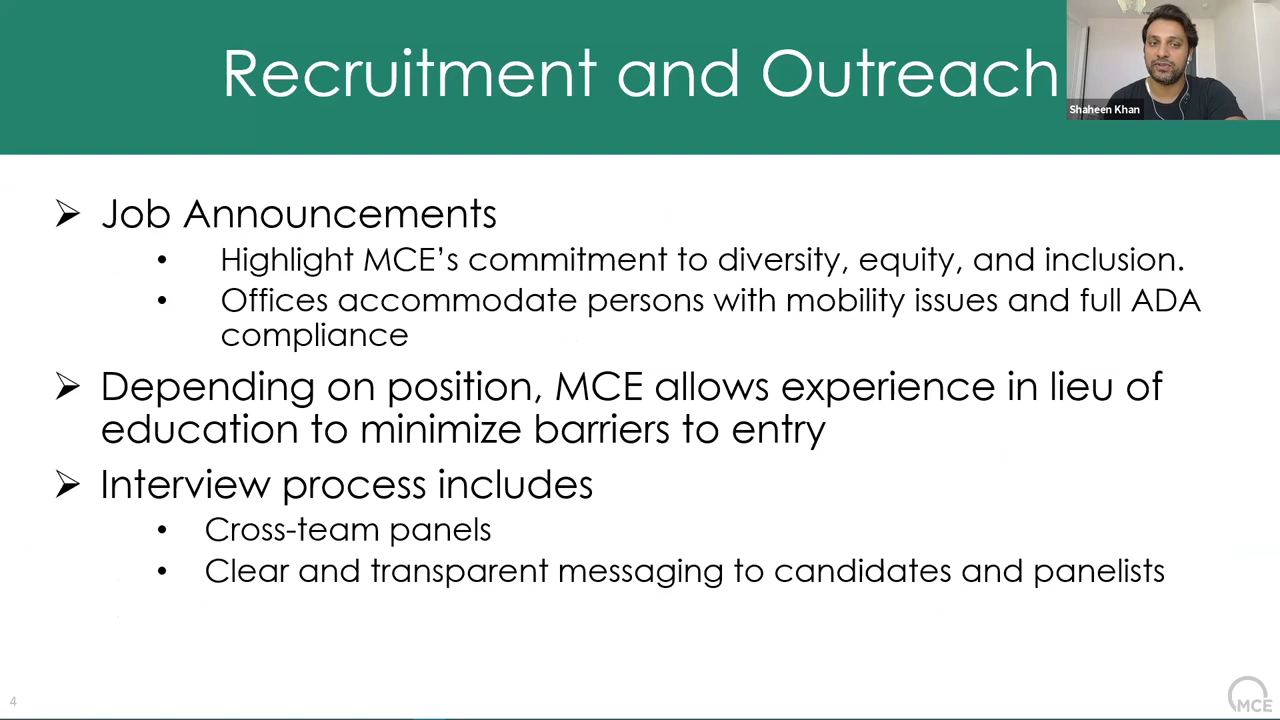 Recruitment and Outreach
Shaheen Khan
➢ Job Announcements
• Highlight MCE’s commitment to diversity, equity, and inclusion.
• Offices accommodate persons with mobility issues and full ADA
compliance
➢ Depending on position, MCE allows experience in lieu of
education to minimize barriers to entry
➢ Interview process includes
• Cross-team panels
• Clear and transparent messaging to candidates and panelists
4
MCE